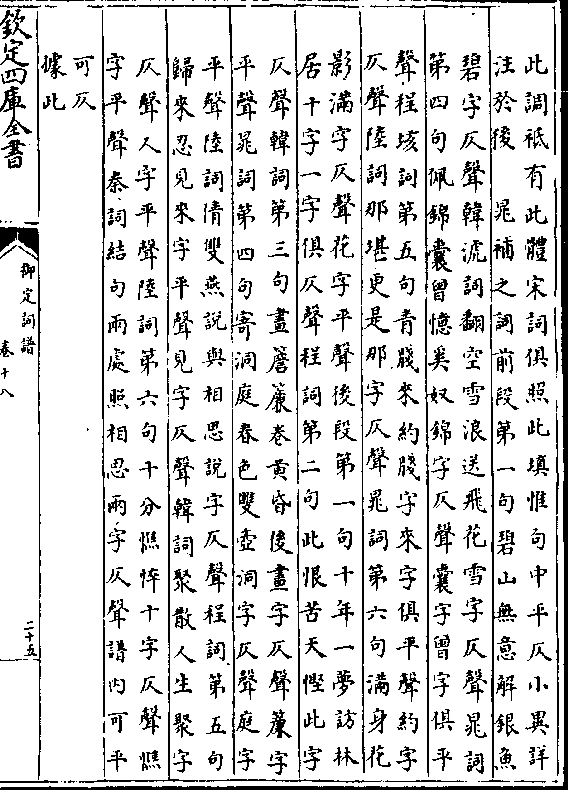 此調祗有此體宋詞俱照此填惟句中平仄小異詳
注於後　晁補之詞前段第一句碧山無意解銀魚
碧字仄聲韓淲詞翻空雪浪送飛花雪字仄聲晁詞
第四句佩錦囊曾憶奚奴錦字仄聲囊字曾字俱平
聲程垓詞第五句青牋來約牋字來字俱平聲約字
仄聲陸詞那堪更是那字仄聲晁詞第六句滿身花
影滿字仄聲花字平聲後段第一句十年一夢訪林
居十字一字俱仄聲程詞第二句此恨苦天慳此字
仄聲韓詞第三句畫簷簾卷黃昏後畫字仄聲簾字
平聲晁詞第四句寄洞庭春色雙壺洞字仄聲庭字
平聲陸詞倩雙燕說與相思說字仄聲程詞第五句
歸來忍見來字平聲見字仄聲韓詞聚散人生聚字
仄聲人字平聲陸詞第六句十分憔悴十字仄聲憔
字平聲秦詞結句兩處照相思兩字仄聲譜內可平
可仄
據此
欽定四庫全書
御定詞譜
卷十八
二十五